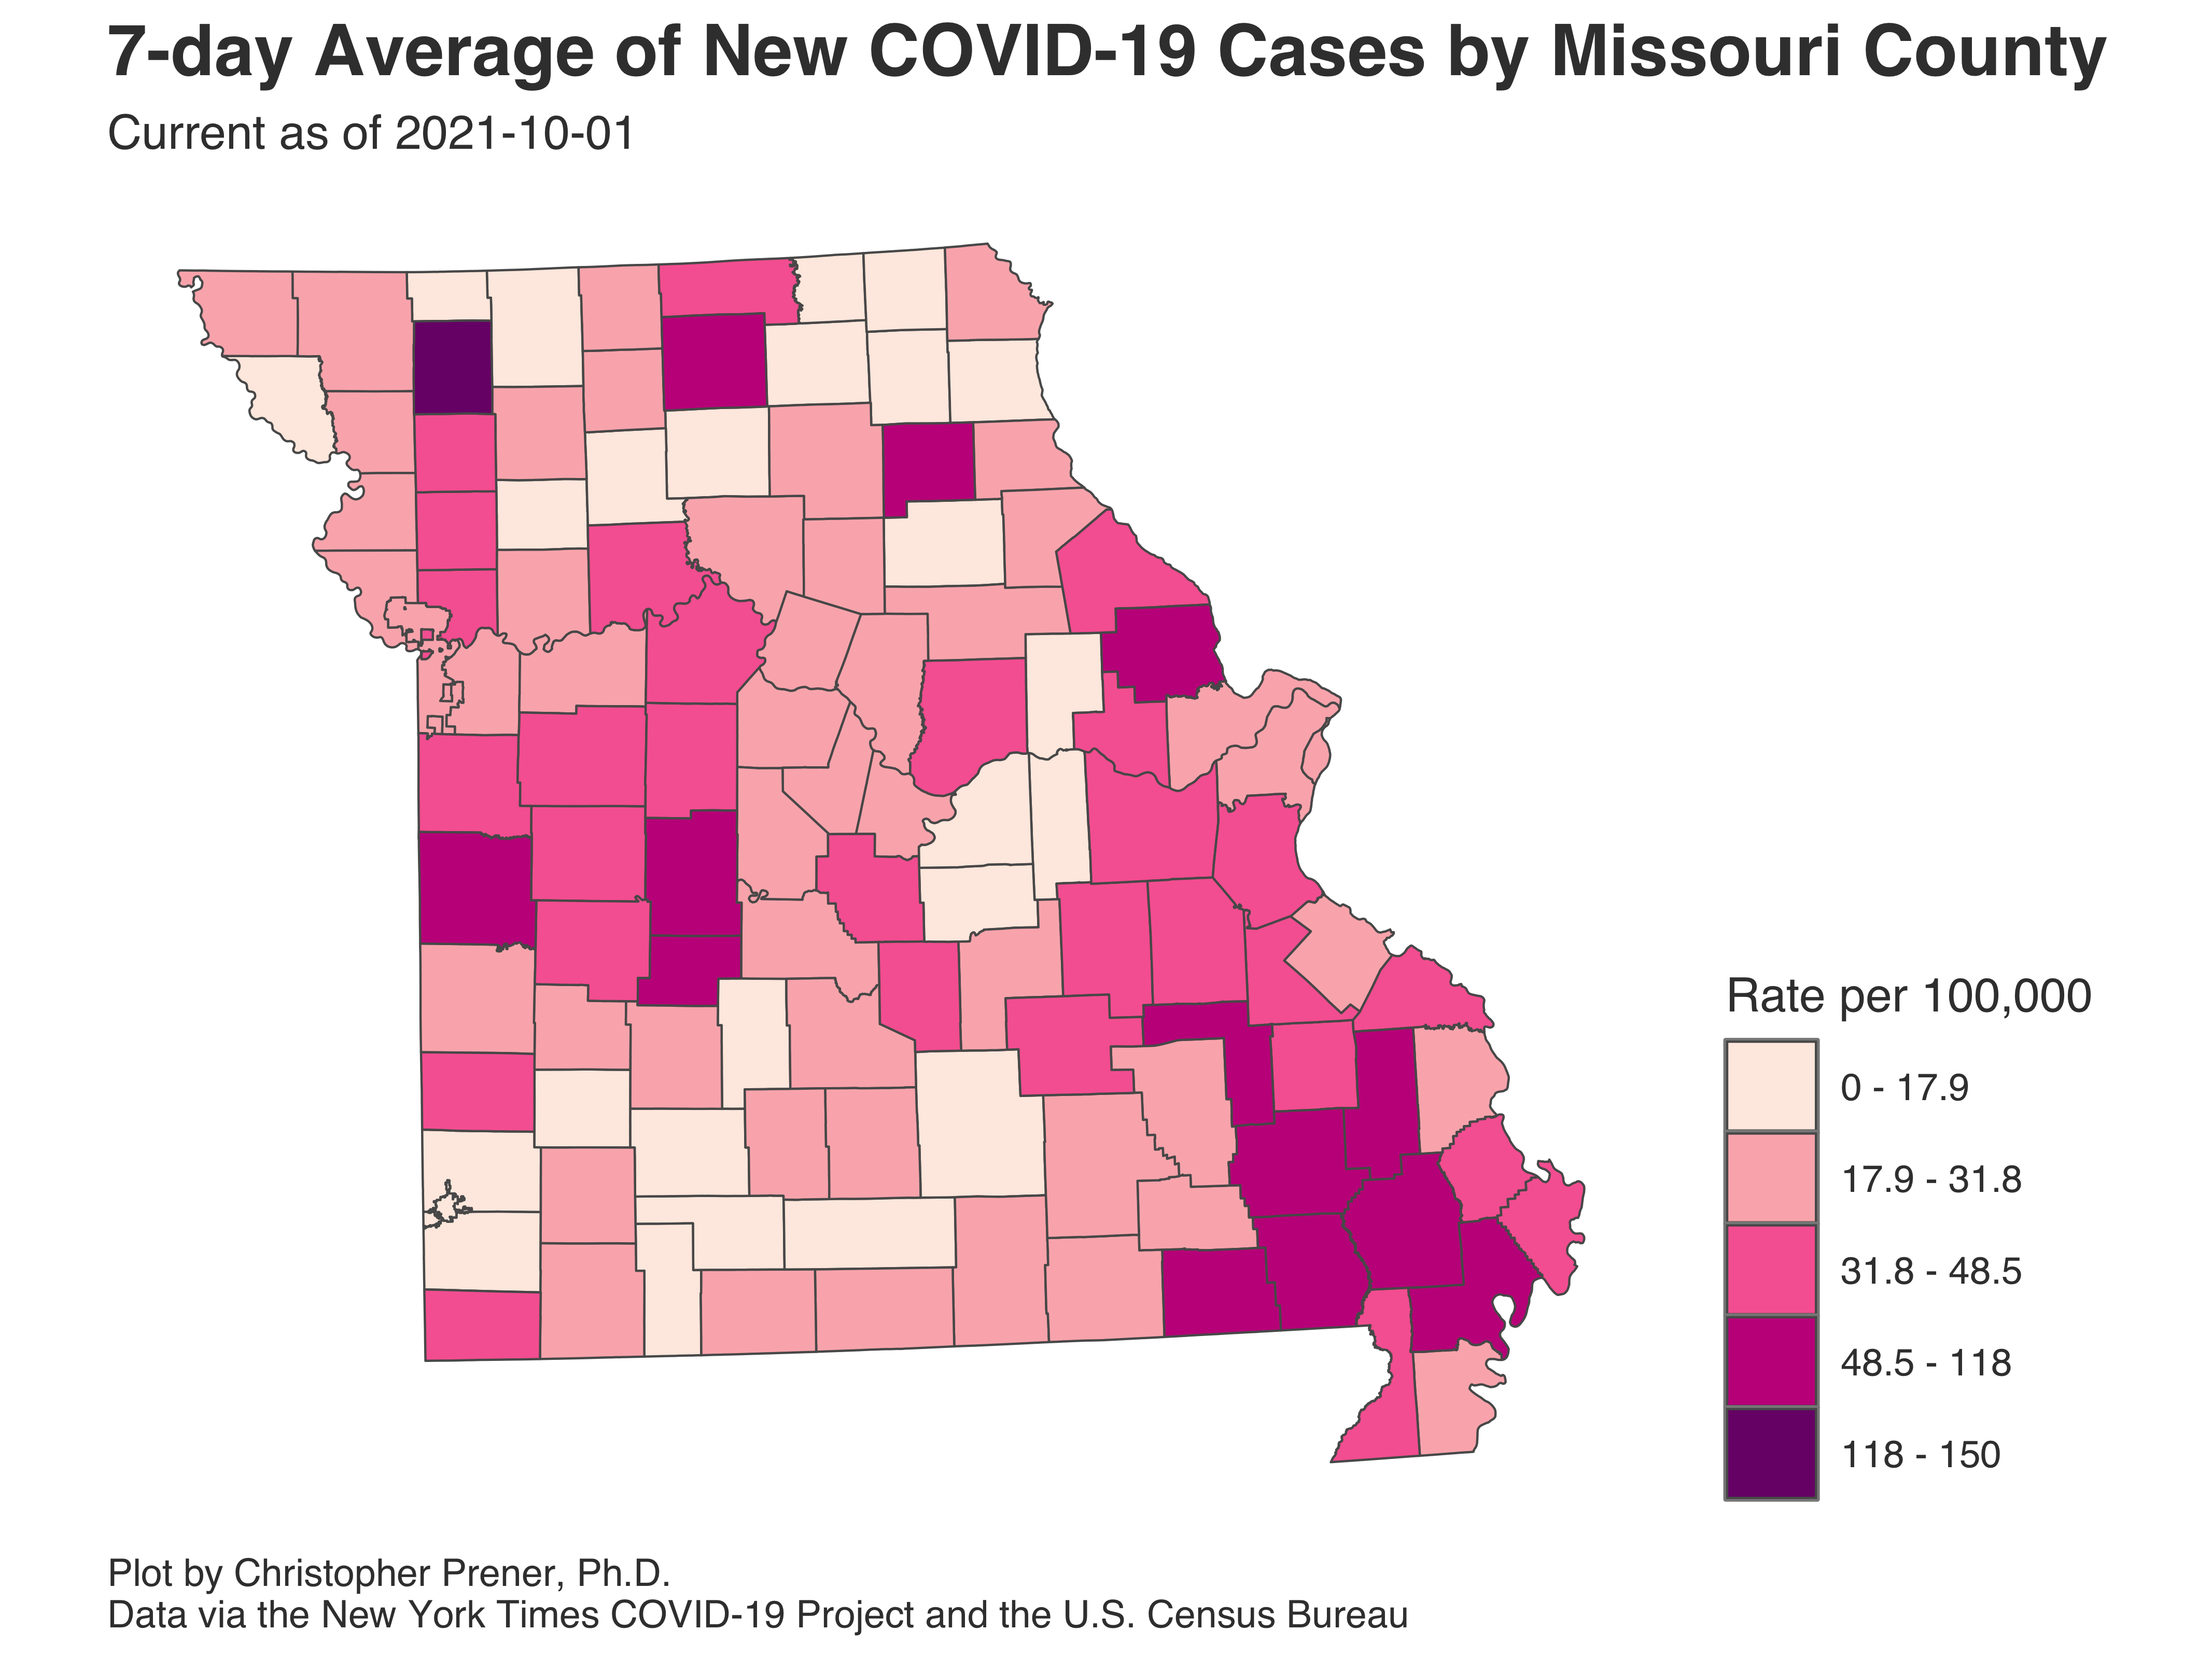 7-day Average of New COVID-19 Cases by Missouri County
Current as of 2021-10-01
Rate per 100,000
0 - 17.9
17.9 - 31.8
31.8 - 48.5
48.5 - 118
118 - 150
Plot by Christopher Prener, Ph.D.
Data via the New York Times COVID-19 Project and the U.S. Census Bureau